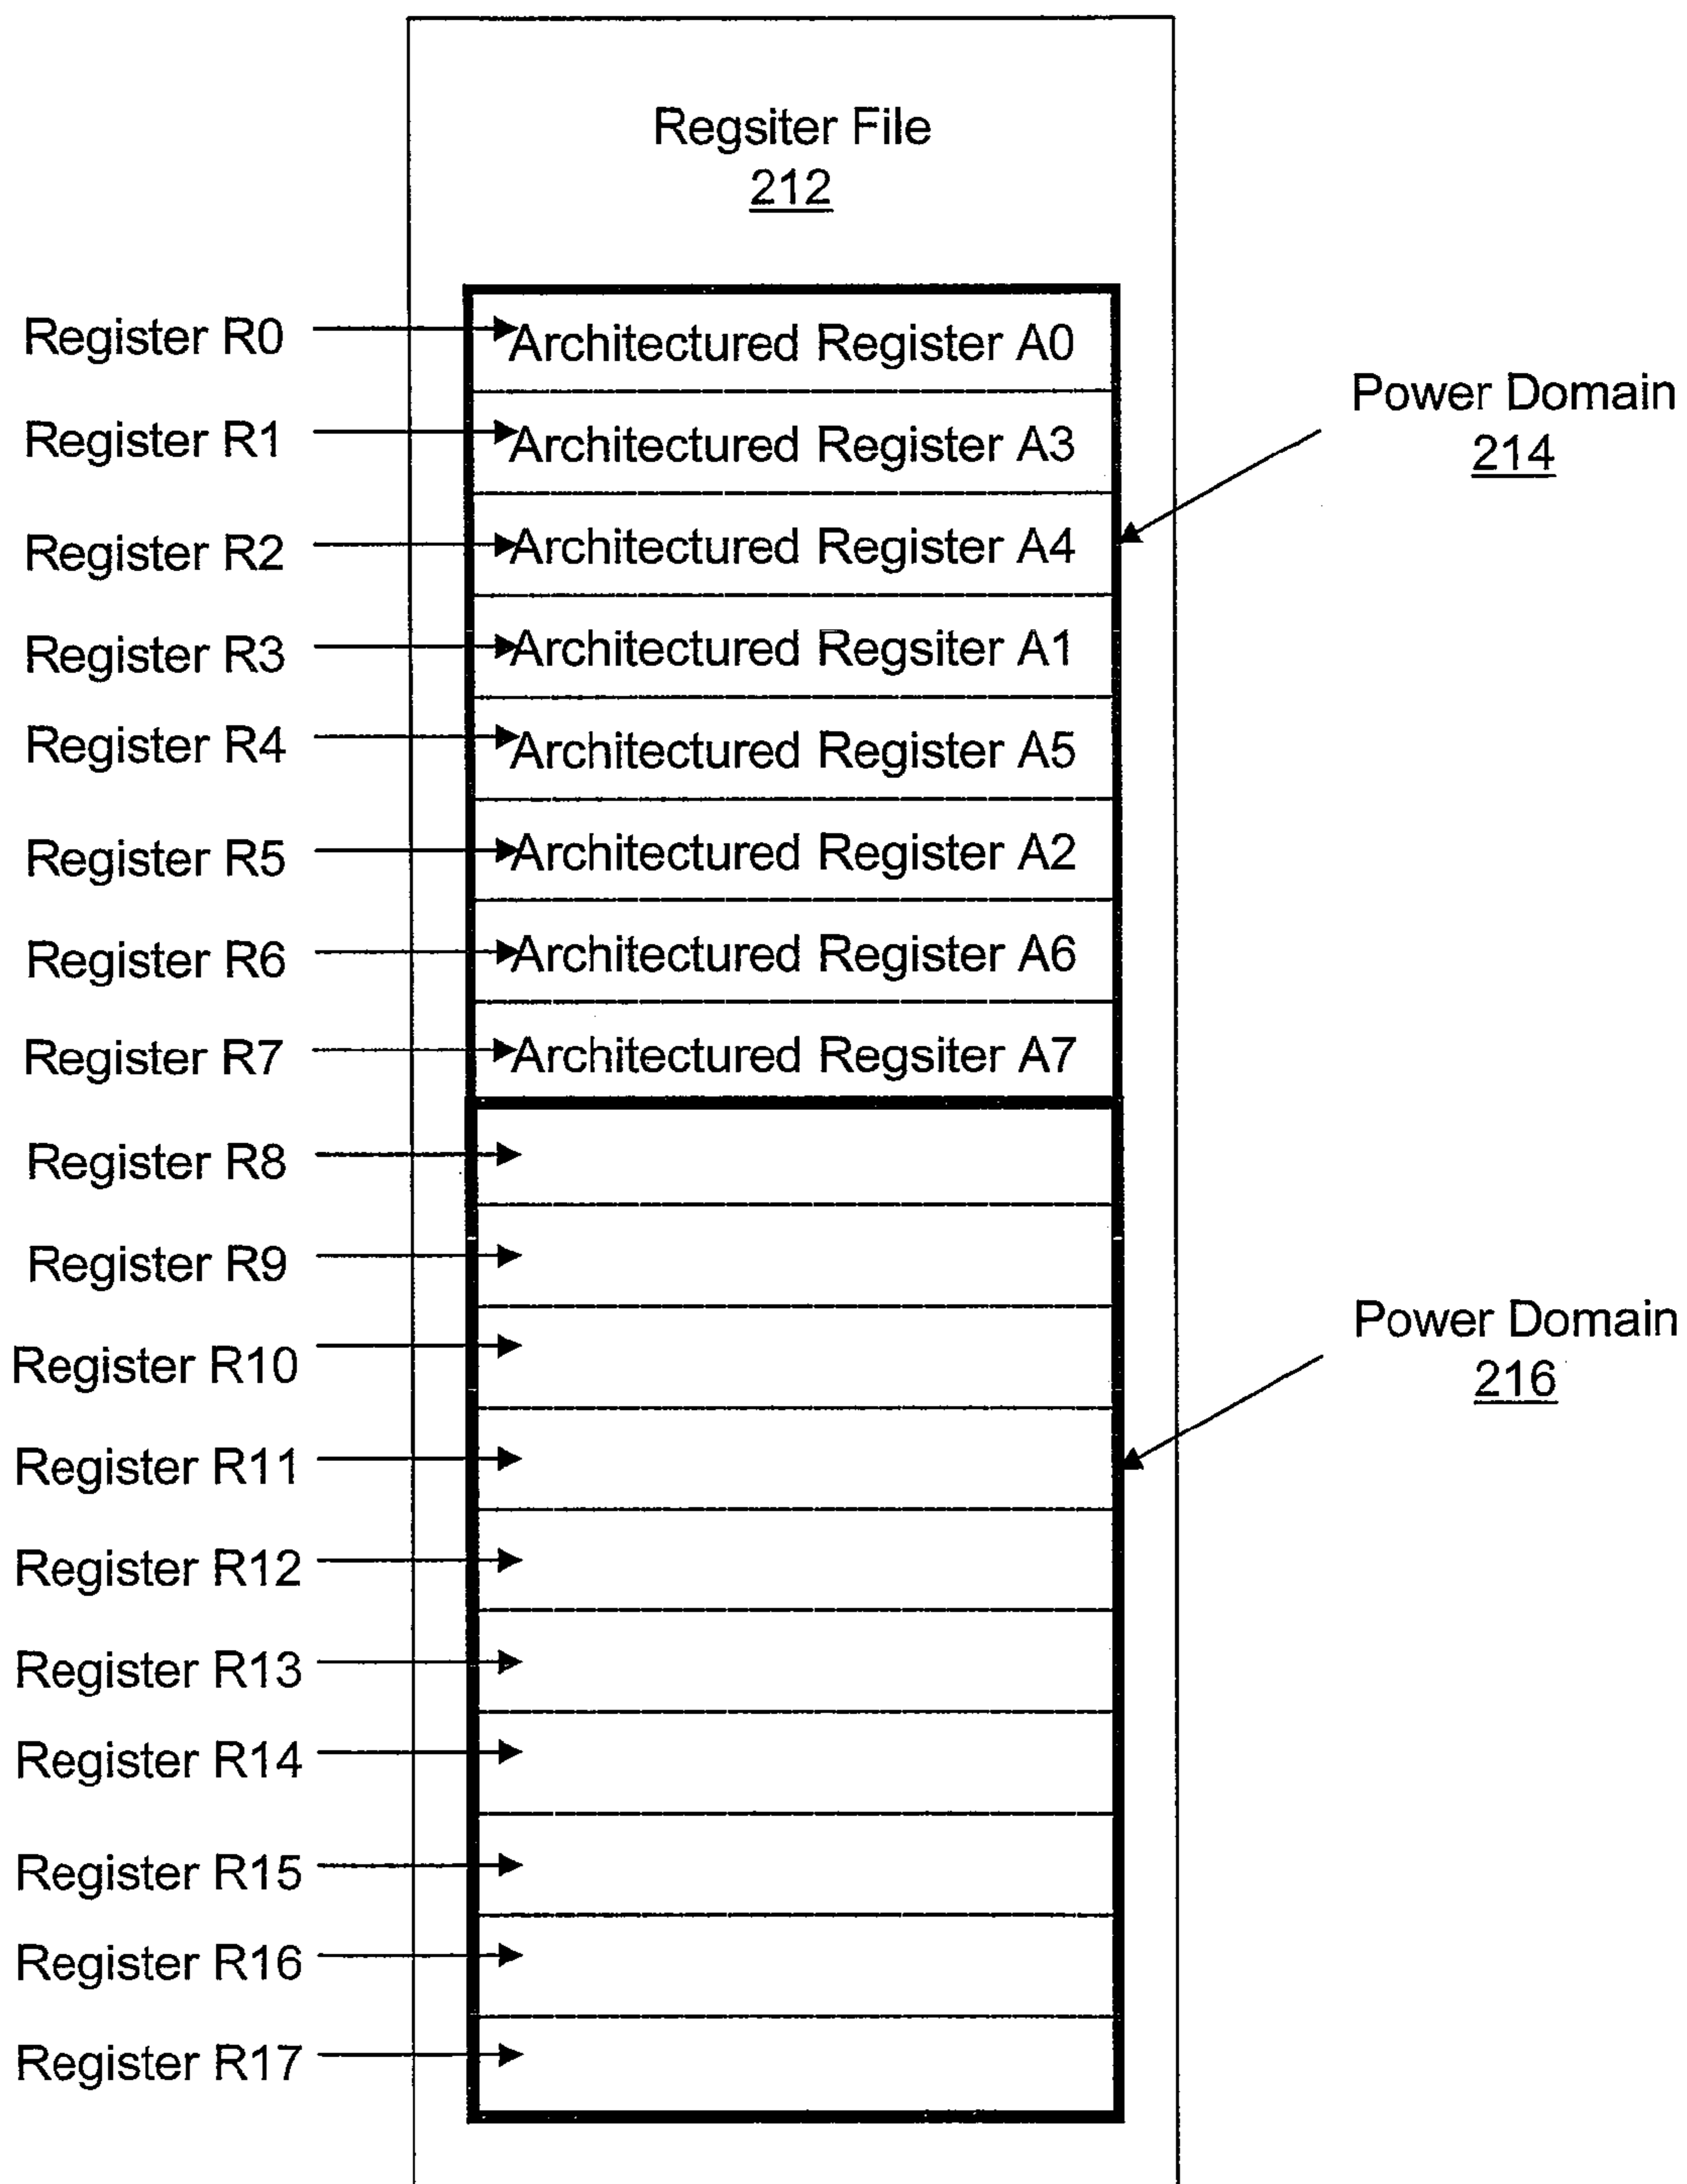 Regsiter File
212
Register R0
Architectured Register A0
Register R1
Architectured Register A3
Power Domain
214
Register R2
Architectured Register A4
Register R3
Architectured Regsiter A1
Register R4
Architectured Register A5
Register R5
Architectured Register A2
Register R6
Architectured Register A6
Register R7
Architectured Regsiter A7
Register R8
Register R9
Power Domain
216
Register R10
Register R11
Register R12
Register R13
Register R14
Register R15
Register R16
Register R17